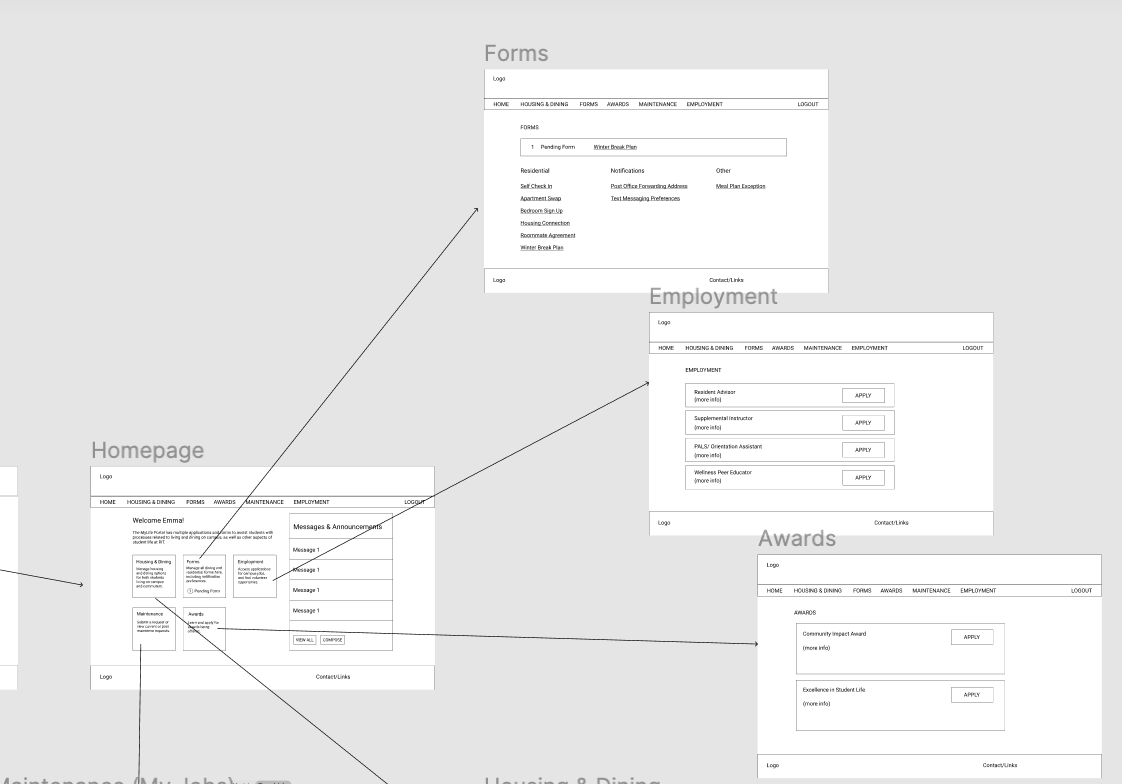 Forms
Logo
HOME HOUSING & DINING FORMS AWARDS MAINTENANCE EMPLOYMENT LOGOUT
FORMS
1 Pending Form Winter Break Plan
Residential Notifications Other
Self Check In Post Office Forwarding Address Meal Plan Exception
Apartment Swap Text Messaging Preferences
Bedroom Sign Up
Housing Connection
Roommate Agreement
Winter Break Plan
Logo Contact/Links
Employment
Logo
HOME HOUSING & DINING FORMS AWARDS MAINTENANCE EMPLOYMENT LOGOUT
EMPLOYMENT
Resident Advisor
(more info)
APPLY
Supplemental Instructor
(more info)
APPLY
PALS/ Orientation Assistant
(more info)
APPLY
Wellness Peer Educator
(more info)
APPLY
Logo Contact/Links
Homepage
Logo
HOME HOUSING & DINING FORMS AWARDS MAINTENANCE EMPLOYMENT LOGOUT
Welcome Emma!
The MyLife Portal has multiple applications and forms to assist students with
processes related to living and dining on campus, as well as other aspects of
student life at RIT.
Housing & Dining
Manage housing
and dining options
for both students
living on campus
and commuters.
Forms
Manage all dining and
residential forms here,
including notification
preferences.
1 Pending Form
Employment
Access applications
for campus jobs
and find volunteer
opportunities.
Maintenance
Submit a request or
view current or past
Awards
Learn and apply for
awards being
Messages & Announcements
Message 1
Message 1
Message 1
Message 1
VIEW ALL COMPOSE
Logo Contact/Links
Awards
Logo
HOME HOUSING & DINING FORMS AWARDS MAINTENANCE EMPLOYMENT LOGOUT
AWARDS
Community Impact Award
(more info)
APPLY
Excellence in Student Life
(more info)
APPLY
Logo Contact/Links
Maintenance (My Jobs)
Housing & Dining